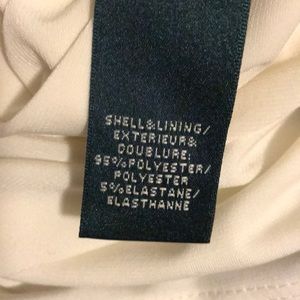 SHELL&LINING/
EXTERIEUR&
DOUBLURE:
95%POLYESTER/
POLYESTER
5%ELASTANE/
ELASTHANNE